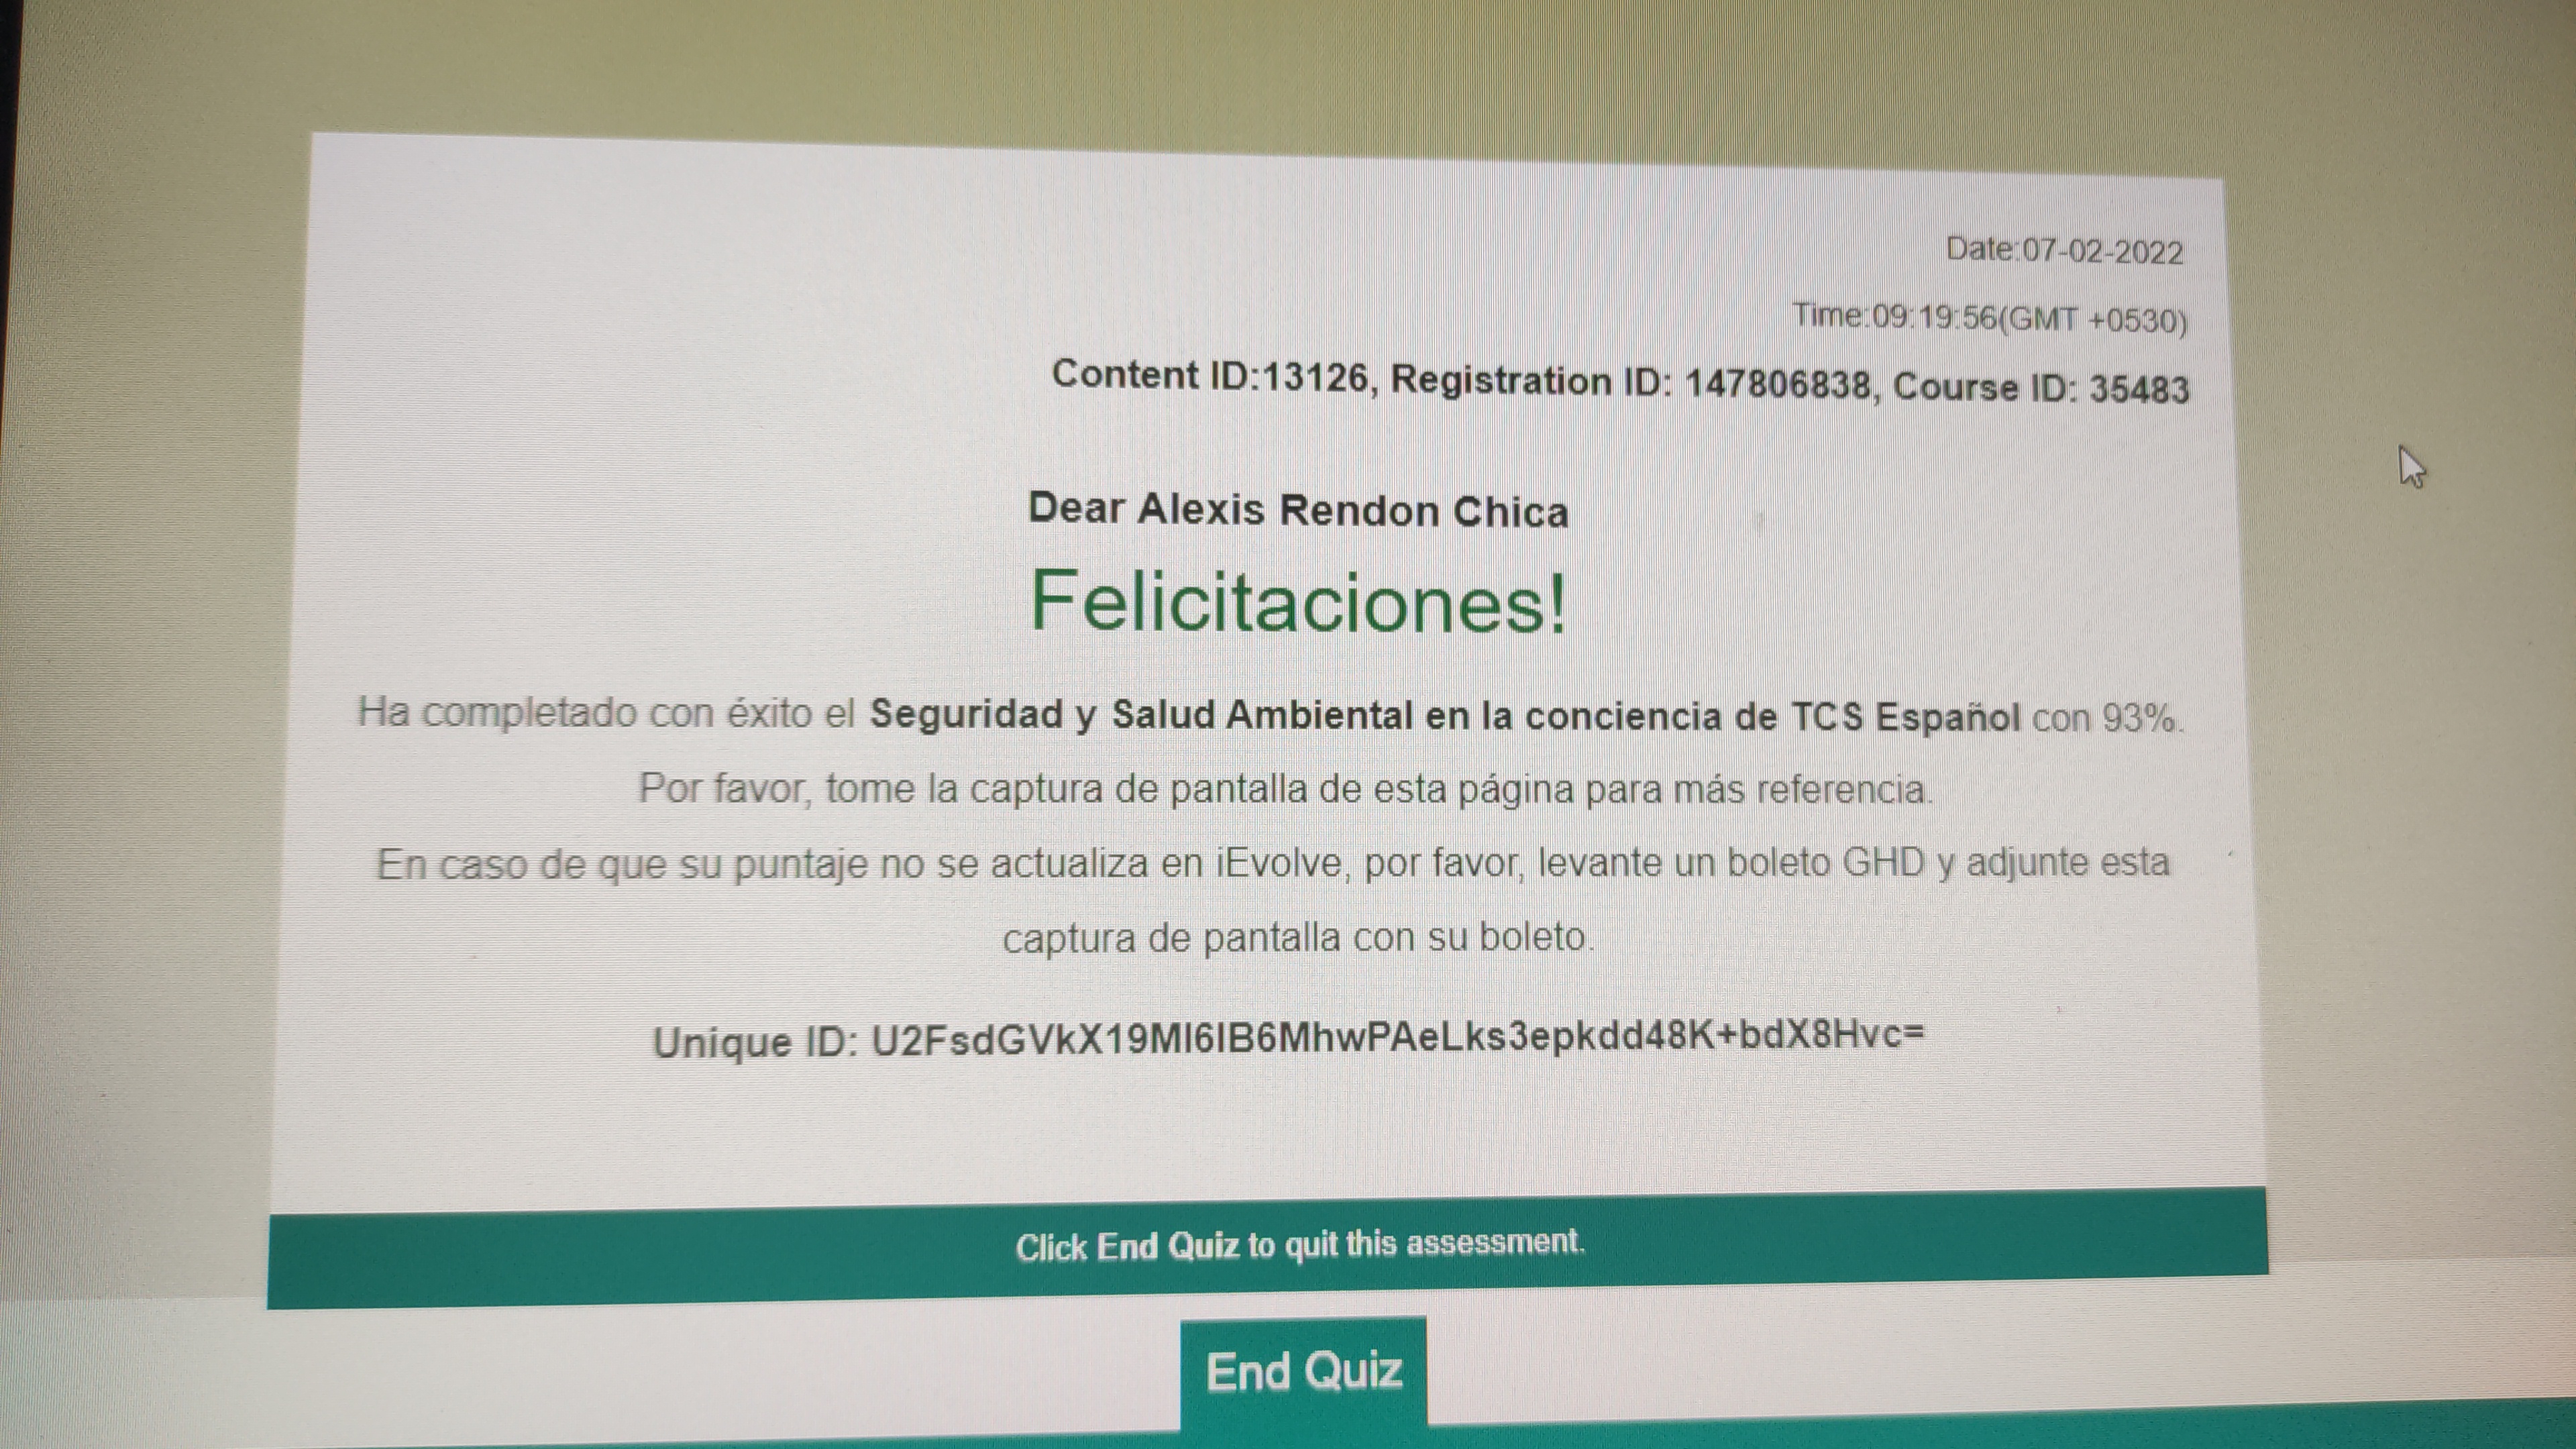 Date:07-02-2022
Time:09:19:56(GMT +0530)
Content ID:13126, Registration ID: 147806838, Course ID: 35483
Dear Alexis Rendon Chica
Felicitaciones!
Ha completado con éxito el Seguridad y Salud Ambiental en la conciencia de TCS Español con 93%.
Por favor, tome la captura de pantalla de esta página para más referencia.
En caso de que su puntaje no se actualiza en iEvolve, por favor, levante un boleto GHD y adjunte esta
captura de pantalla con su boleto.
Unique ID: U2FsdGVkX19MI6IB6MhwPAeLks3epkdd48K+bdX8Hvc=
Click End Quiz to quit this assessment.
End Quiz